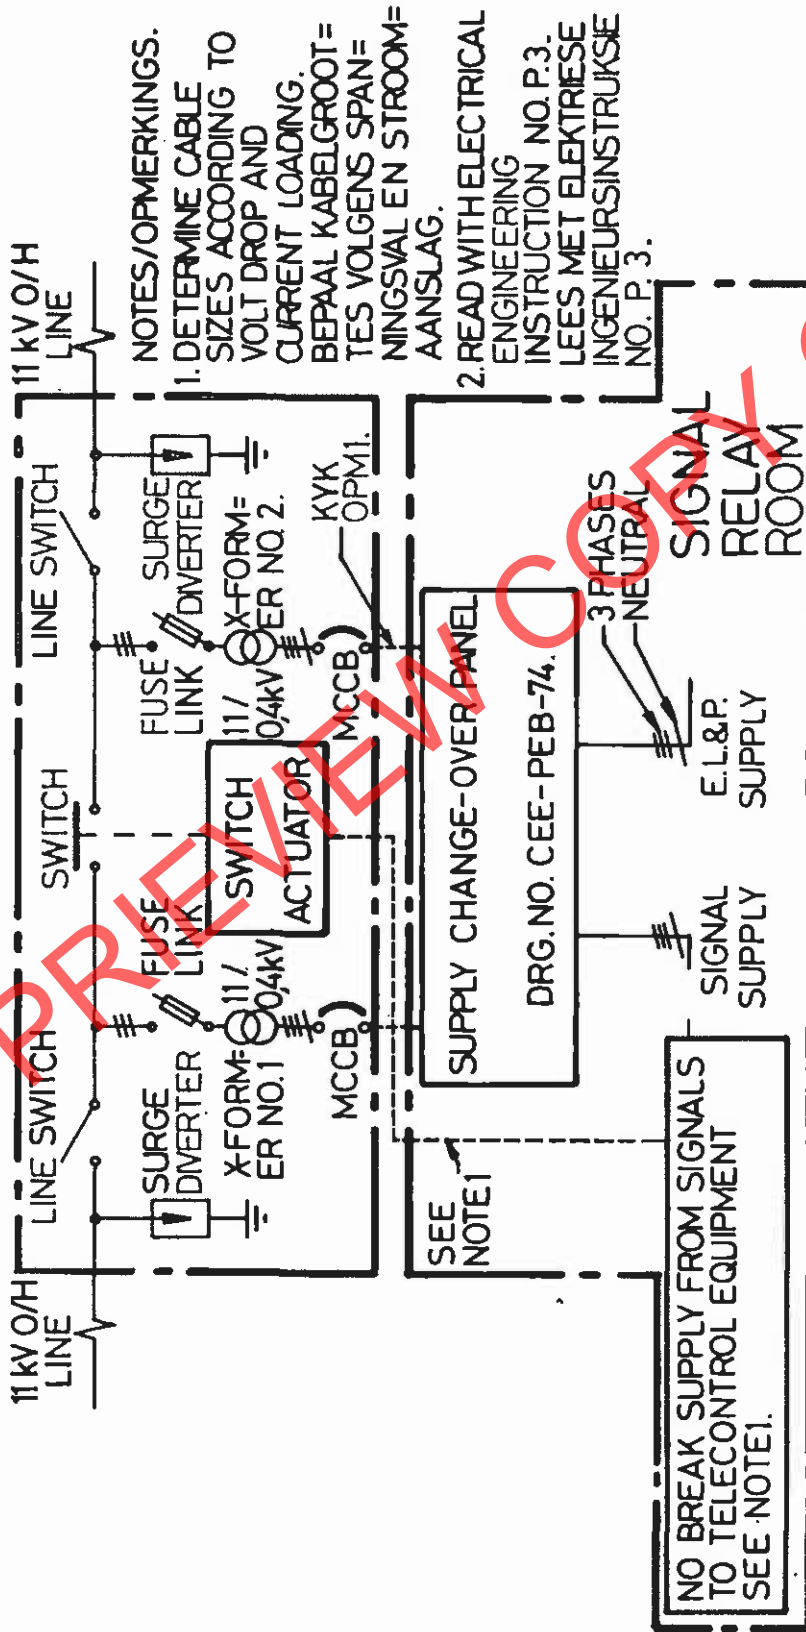 11 kV O/H
LINE
LINE SWITCH
SWITCH
LINE SWITCH
11 kV O/H
LINE
SURGE
DIVERTER
FUSE
LINK
FUSE
LINK
SURGE
DIVERTER
X-FORM=
ER NO. 1
11/
0,4kV
SWITCH
ACTUATOR
11/
0,4kV
X-FORM=
ER NO. 2.
MCCB
MCCB
KYK
OPM 1.
SEE
NOTE 1
SUPPLY CHANGE-OVER PANEL
DRG. NO. CEE-PEB-74.
3 PHASES
NEUTRAL
SIGNAL
SUPPLY
E.L.&P.
SUPPLY
SIGNAL
RELAY
ROOM
NO BREAK SUPPLY FROM SIGNALS
TO TELECONTROL EQUIPMENT
SEE NOTE1.
NOTES/OPMERKINGS.
1. DETERMINE CABLE
SIZES ACCORDING TO
VOLT DROP AND
CURRENT LOADING.
BEPAAL KABELGROOT=
TES VOLGENS SPAN=
NINGSVAL EN STROOM=
AANSLAG.
2. READ WITH ELECTRICAL
ENGINEERING
INSTRUCTION NO. P.3.
LEES MET ELEKTRIESE
INGENIEURSINSTRUKSIE
NO. P. 3.
PREVIEW COPY